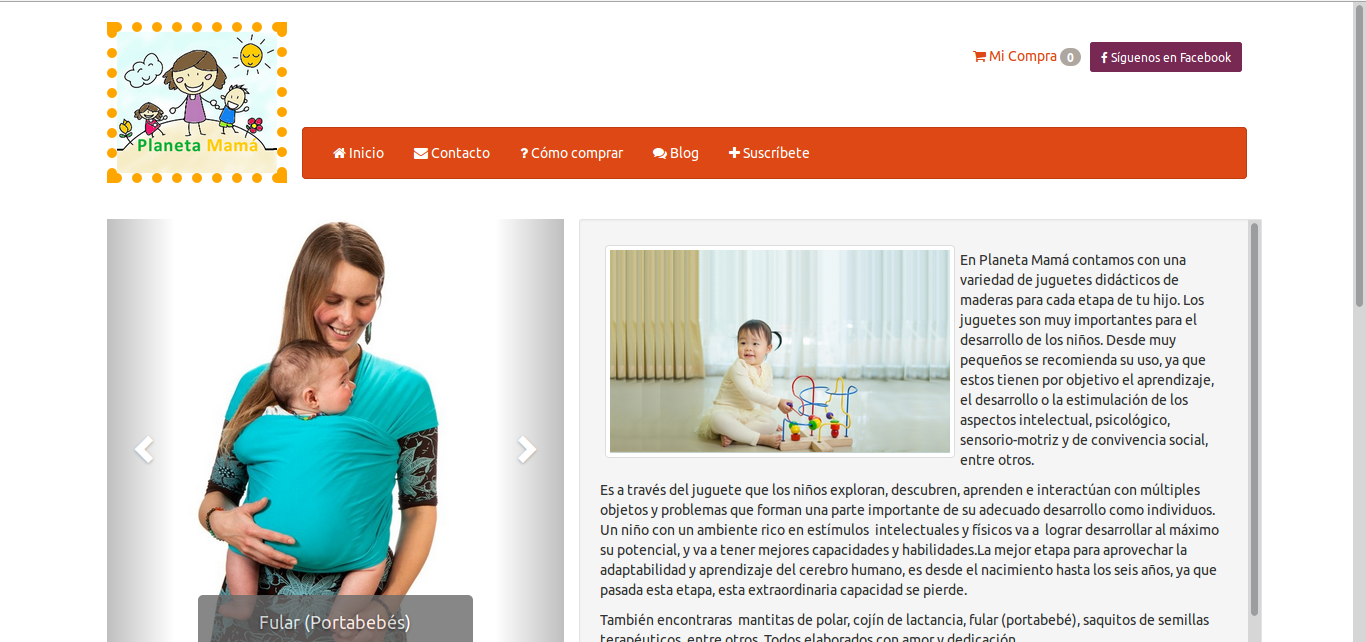 Planeta Mamá
Mi Compra 0
Síguenos en Facebook
Inicio
Contacto
Cómo comprar
Blog
Suscríbete
Fular (Portabebés)
En Planeta Mamá contamos con una
variedad de juguetes didácticos de
maderas para cada etapa de tu hijo. Los
juguetes son muy importantes para el
desarrollo de los niños. Desde muy
pequeños se recomienda su uso, ya que
estos tienen por objetivo el aprendizaje,
el desarrollo o la estimulación de los
aspectos intelectual, psicológico,
sensorio-motriz y de convivencia social,
entre otros.
Es a través del juguete que los niños exploran, descubren, aprenden e interactúan con múltiples
objetos y problemas que forman una parte importante de su adecuado desarrollo como individuos.
Un niño con un ambiente rico en estímulos intelectuales y físicos va a lograr desarrollar al máximo
su potencial, y va a tener mejores capacidades y habilidades.La mejor etapa para aprovechar la
adaptabilidad y aprendizaje del cerebro humano, es desde el nacimiento hasta los seis años, ya que
pasada esta etapa, esta extraordinaria capacidad se pierde.
También encontraras mantitas de polar, cojín de lactancia, fular (portabebé), saquitos de semillas
terapéuticos, entre otros. Todos elaborados con amor y dedicación